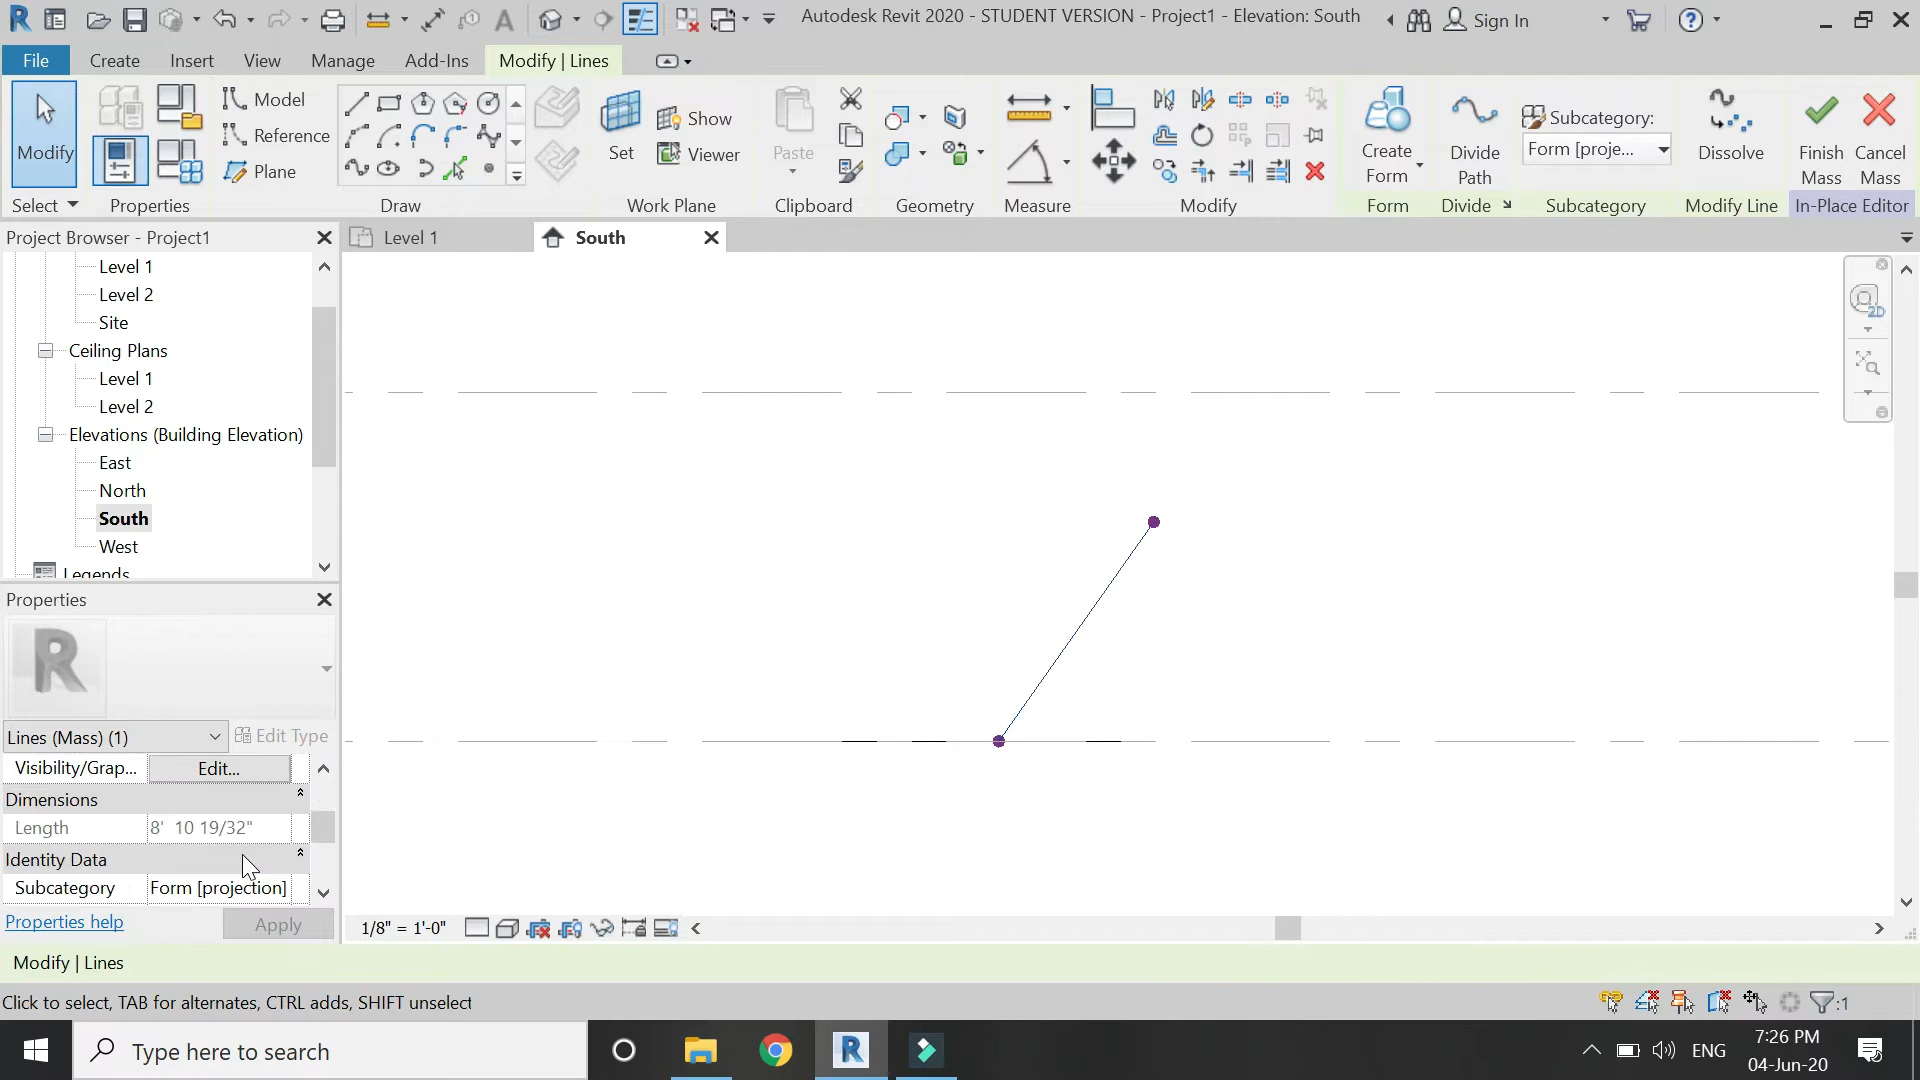 Autodesk Revit 2020 - STUDENT VERSION - Project1 - Elevation: South
Sign In
File
Create
Insert
View
Manage
Add-Ins
Modify | Lines
Modify
Model
Reference
Plane
Set
Show
Viewer
Paste
Create
Form
Divide
Path
Subcategory:
Form [proje...
Dissolve
Finish
Mass
Cancel
Mass
Select
Properties
Draw
Work Plane
Clipboard
Geometry
Measure
Modify
Form
Divide
Subcategory
Modify Line
In-Place Editor
Project Browser - Project1
Level 1
Level 2
Site
Ceiling Plans
Level 1
Level 2
Elevations (Building Elevation)
East
North
South
West
Legends
Level 1
South
2D
Properties
R
Lines (Mass) (1)
Edit Type
Visibility/Grap...
Edit...
Dimensions
Length
8'  10 19/32"
Identity Data
Subcategory
Form [projection]
Properties help
Apply
1/8" = 1'-0"
Modify | Lines
Click to select, TAB for alternates, CTRL adds, SHIFT unselect
:1
Type here to search
ENG
7:26 PM
04-Jun-20